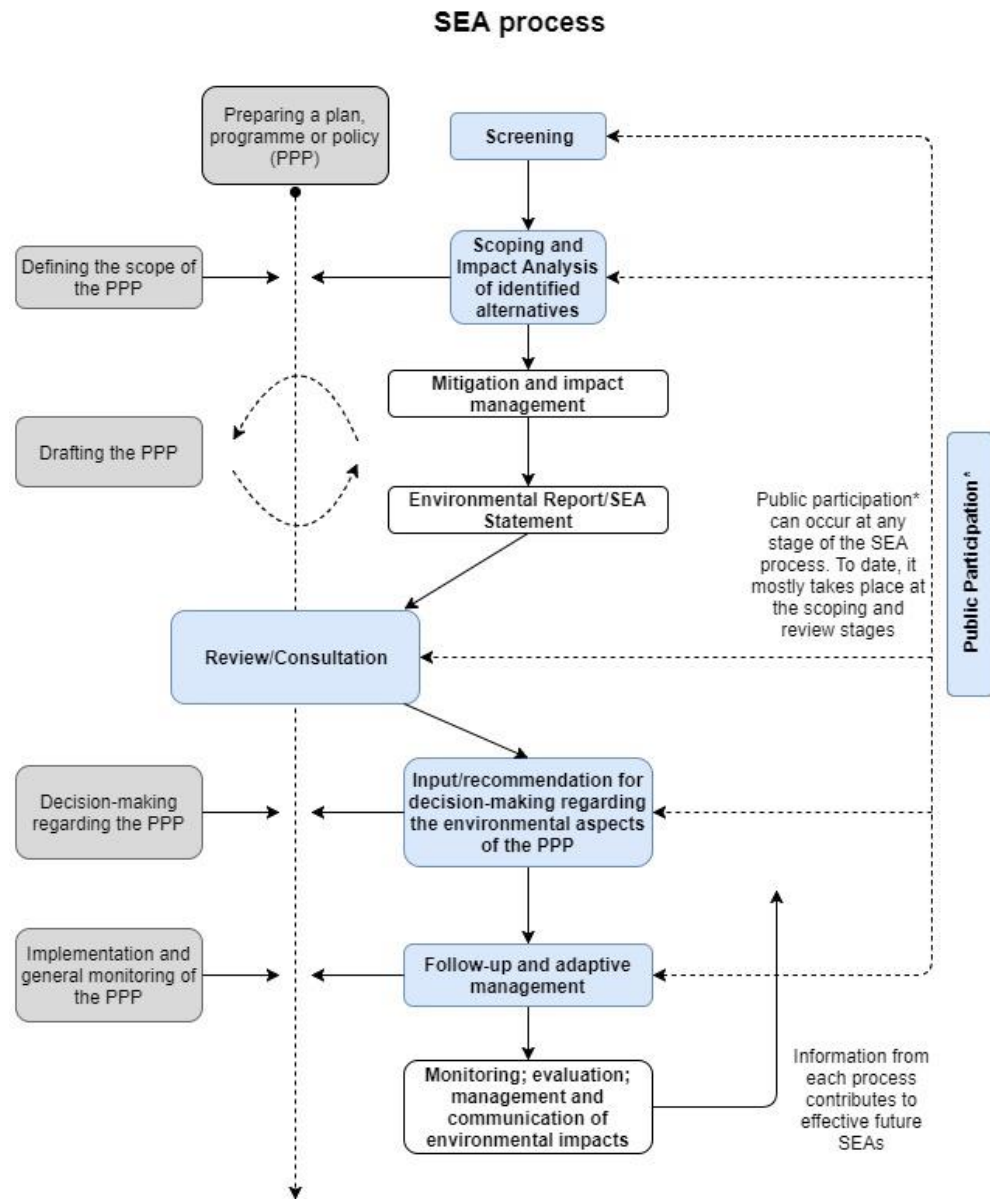 SEA process
Preparing a plan,
programme or policy
(PPP)
Screening
Defining the scope of
the PPP
Scoping and
Impact Analysis
of identified
alternatives
Mitigation and impact
management
Drafting the PPP
Environmental Report/SEA
Statement
Public participation*
can occur at any
stage of the SEA
process. To date, it
mostly takes place at
the scoping and
review stages
Public Participation*
Review/Consultation
Decision-making
regarding the PPP
Input/recommendation for
decision-making regarding
the environmental aspects
of the PPP
Implementation and
general monitoring of
the PPP
Follow-up and adaptive
management
Monitoring; evaluation;
management and
communication of
environmental impacts
Information from
each process
contributes to
effective future
SEAs